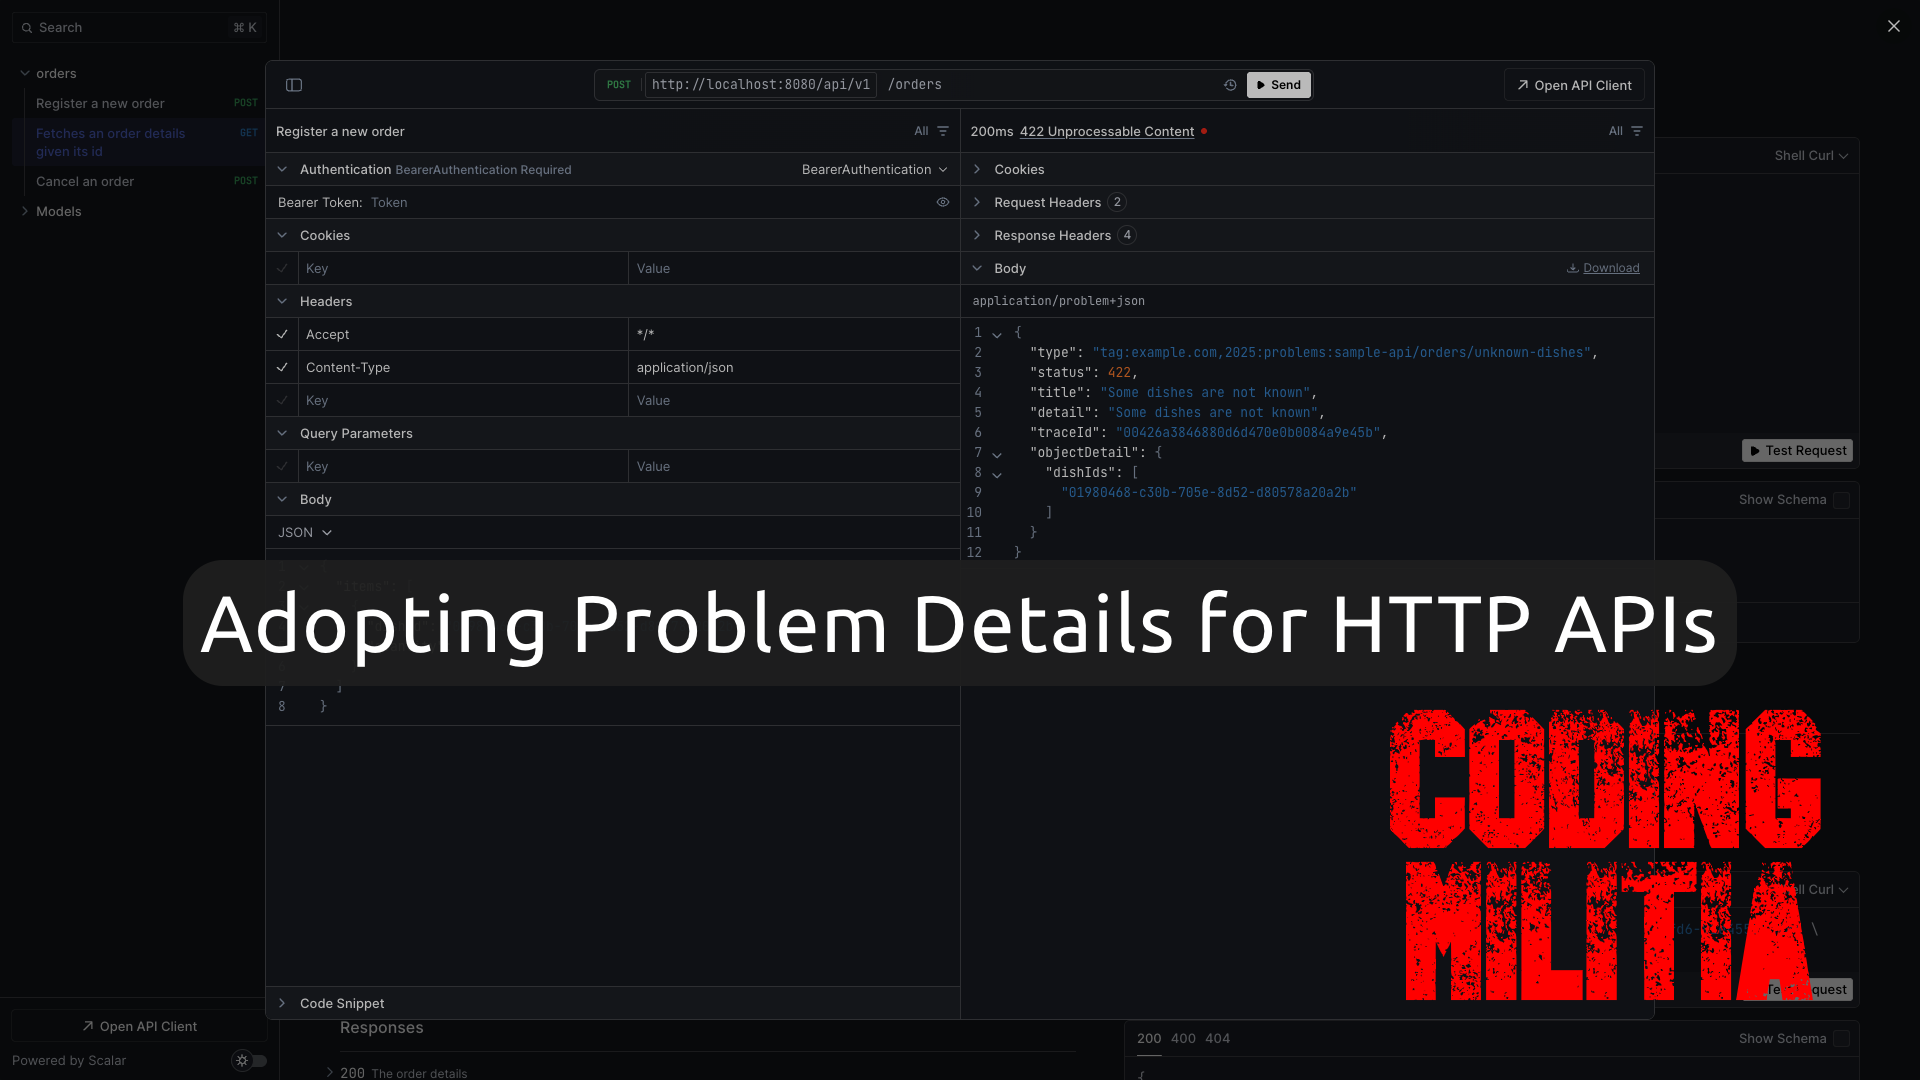 Search
⌘ K
orders
Register a new order POST
Fetches an order details given its id GET
Cancel an order POST
Models
Open API Client
Powered by Scalar
POST http://localhost:8080/api/v1 /orders
Send
Open API Client
Register a new order
All
Authentication BearerAuthentication Required
BearerAuthentication
Bearer Token: Token
Cookies
Key Value
Headers
Accept */*
Content-Type application/json
Key Value
Query Parameters
Key Value
Body
JSON
"items": [
7 ]
8 }
Code Snippet
200ms 422 Unprocessable Content
All
Cookies
Request Headers 2
Response Headers 4
Body
Download
application/problem+json
1 {
2 "type": "tag:example.com,2025:problems:sample-api/orders/unknown-dishes",
3 "status": 422,
4 "title": "Some dishes are not known",
5 "detail": "Some dishes are not known",
6 "traceId": "00426a3846880d6d470e0b0084a9e45b",
7 "objectDetail": {
8 "dishIds": [
9 "01980468-c30b-705e-8d52-d80578a20a2b"
10 ]
11 }
12 }
Adopting Problem Details for HTTP APIs
CODING
MILITIA
Shell Curl
Test Request
Show Schema
Responses
200 The order details
200 400 404
Show Schema
{